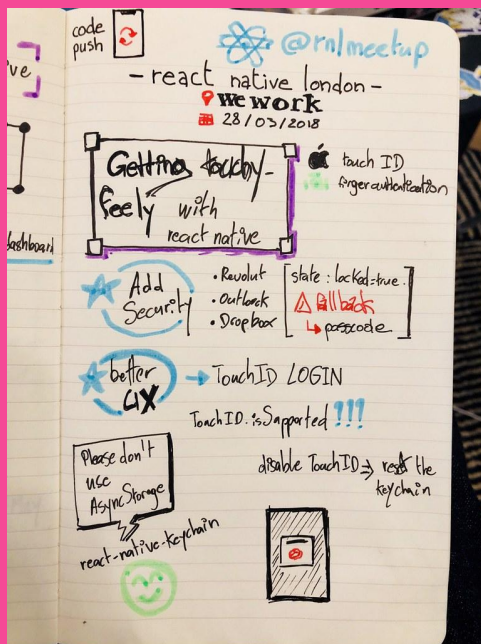 code
push
@rnlmeetup
- react native london -
wework
28/03/2018
've
Getting touchy-
feely with
react native
touch ID
finger authentication
dashboard
Add
Security
• Revolut
• Outlook
• Dropbox
state : locked=true.
fallback
↳ passcode
better
UX
→ TouchID LOGIN
TouchID.isSupported !!!
Please don't
use
AsyncStorage
react-native-keychain
disable TouchID ⇒ reset the
keychain